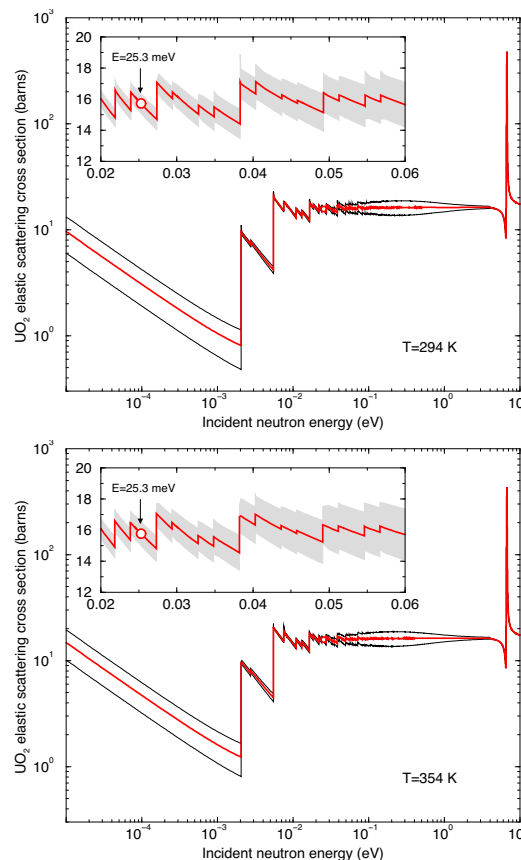 UO₂ elastic scattering cross section (barns)
10³
10²
10¹
10⁰
20
18
16
14
12
E=25.3 meV
0.02 0.03 0.04 0.05 0.06
T=294 K
10⁻⁴ 10⁻³ 10⁻² 10⁻¹ 10⁰ 10
Incident neutron energy (eV)
UO₂ elastic scattering cross section (barns)
10³
10²
10¹
10⁰
20
18
16
14
12
E=25.3 meV
0.02 0.03 0.04 0.05 0.06
T=354 K
10⁻⁴ 10⁻³ 10⁻² 10⁻¹ 10⁰ 10
Incident neutron energy (eV)